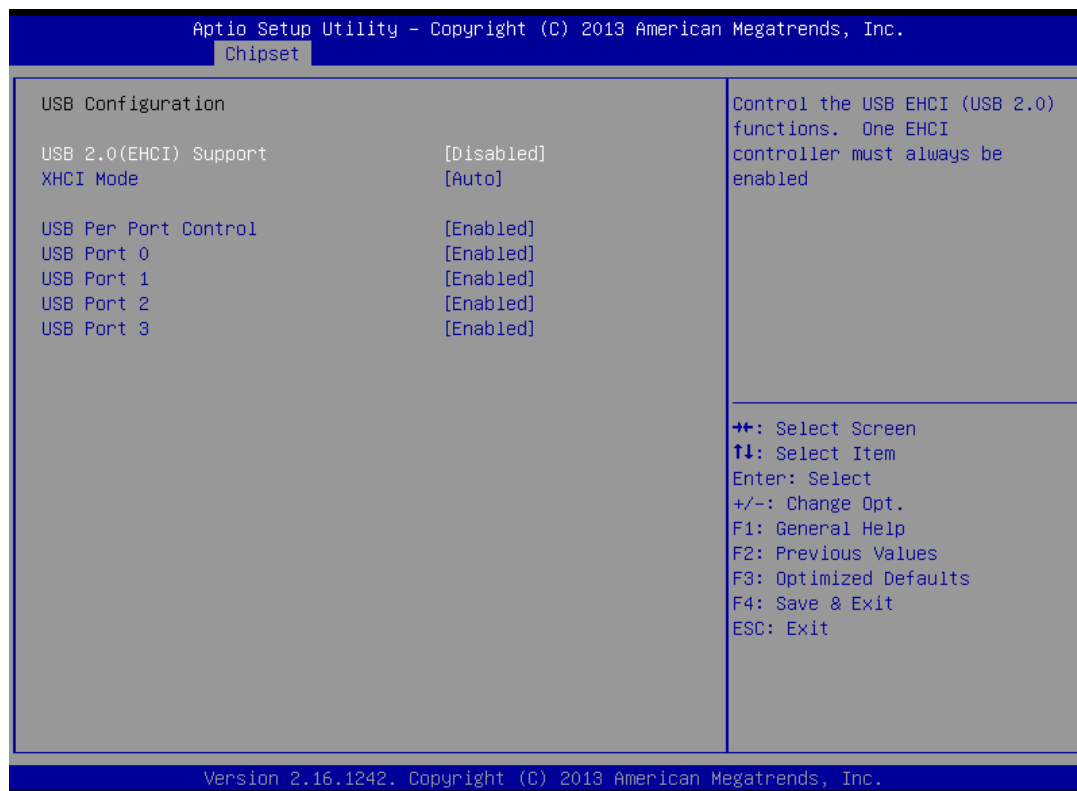 Aptio Setup Utility – Copyright (C) 2013 American Megatrends, Inc.
Chipset
USB Configuration
USB 2.0(EHCI) Support [Disabled]
XHCI Mode [Auto]
USB Per Port Control [Enabled]
USB Port 0 [Enabled]
USB Port 1 [Enabled]
USB Port 2 [Enabled]
USB Port 3 [Enabled]
Control the USB EHCI (USB 2.0)
functions. One EHCI
controller must always be
enabled
→←: Select Screen
↑↓: Select Item
Enter: Select
+/-: Change Opt.
F1: General Help
F2: Previous Values
F3: Optimized Defaults
F4: Save & Exit
ESC: Exit
Version 2.16.1242. Copyright (C) 2013 American Megatrends, Inc.